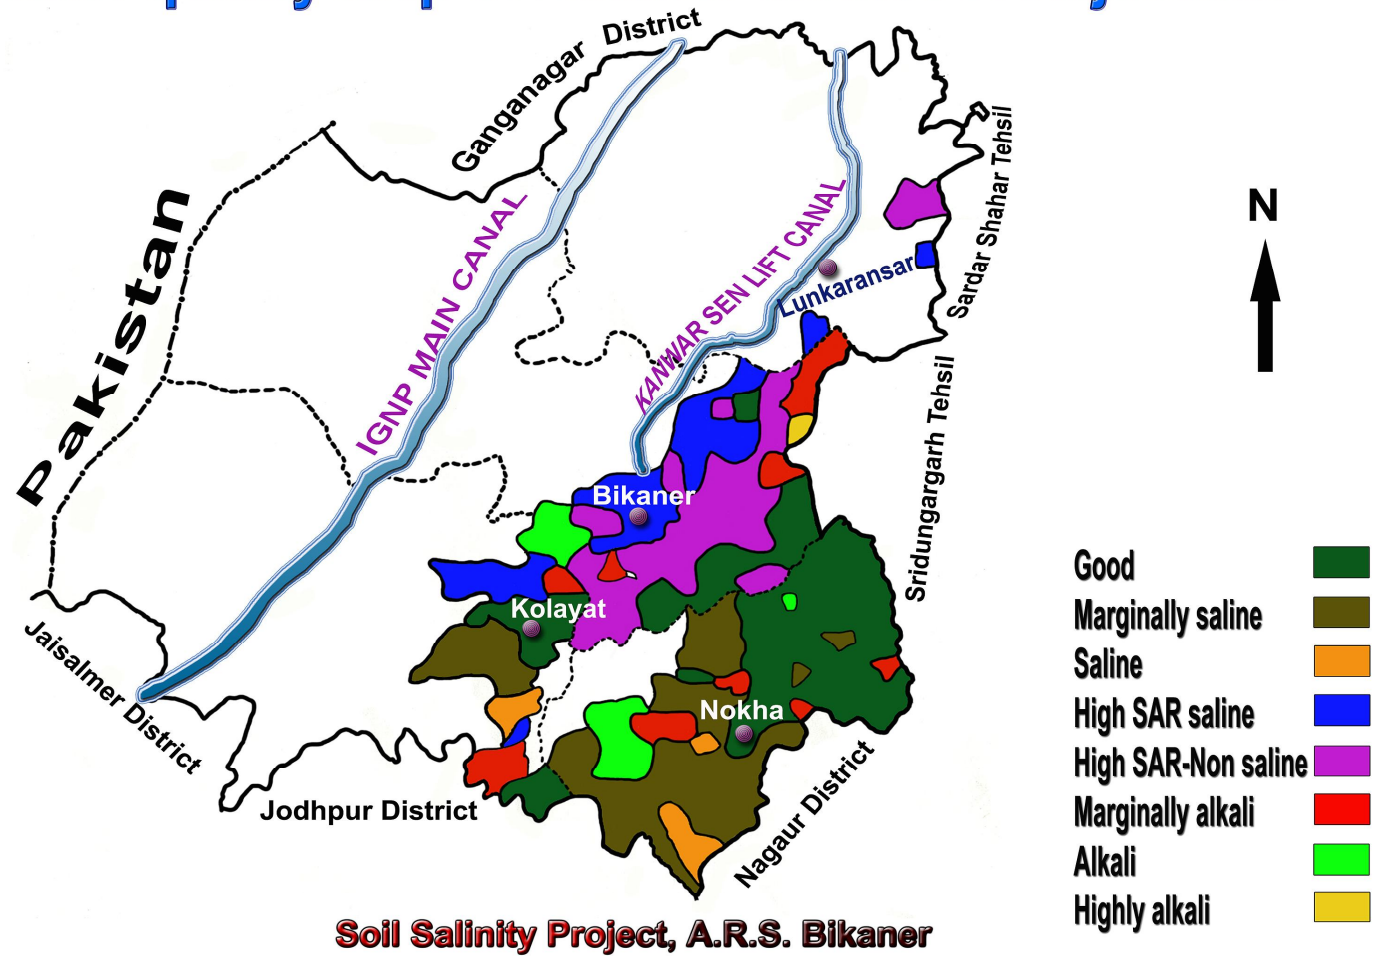 Ganganagar District
Sardar Shahar Tehsil
Pakistan
IGNP MAIN CANAL
KANWAR SEN LIFT CANAL
N
Lunkaransar
Sridungargarh Tehsil
Bikaner
Kolayat
Nokha
Jaisalmer District
Jodhpur District
Nagaur District
Good
Marginally saline
Saline
High SAR saline
High SAR-Non saline
Marginally alkali
Alkali
Highly alkali
Soil Salinity Project, A.R.S. Bikaner